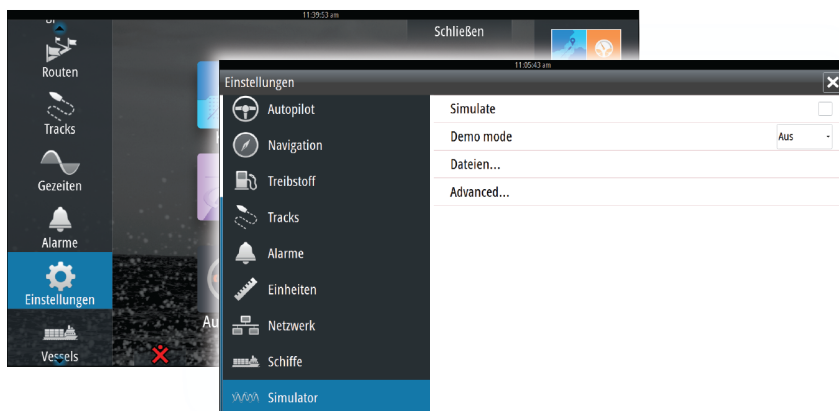 11:39:53 am
Schließen
Routen
Tracks
Gezeiten
Alarme
Einstellungen
Vessels
Au
11:05:43 am
Einstellungen
Autopilot
Navigation
Treibstoff
Tracks
Alarme
Einheiten
Netzwerk
Schiffe
Simulator
Simulate
Demo mode
Aus
Dateien...
Advanced...